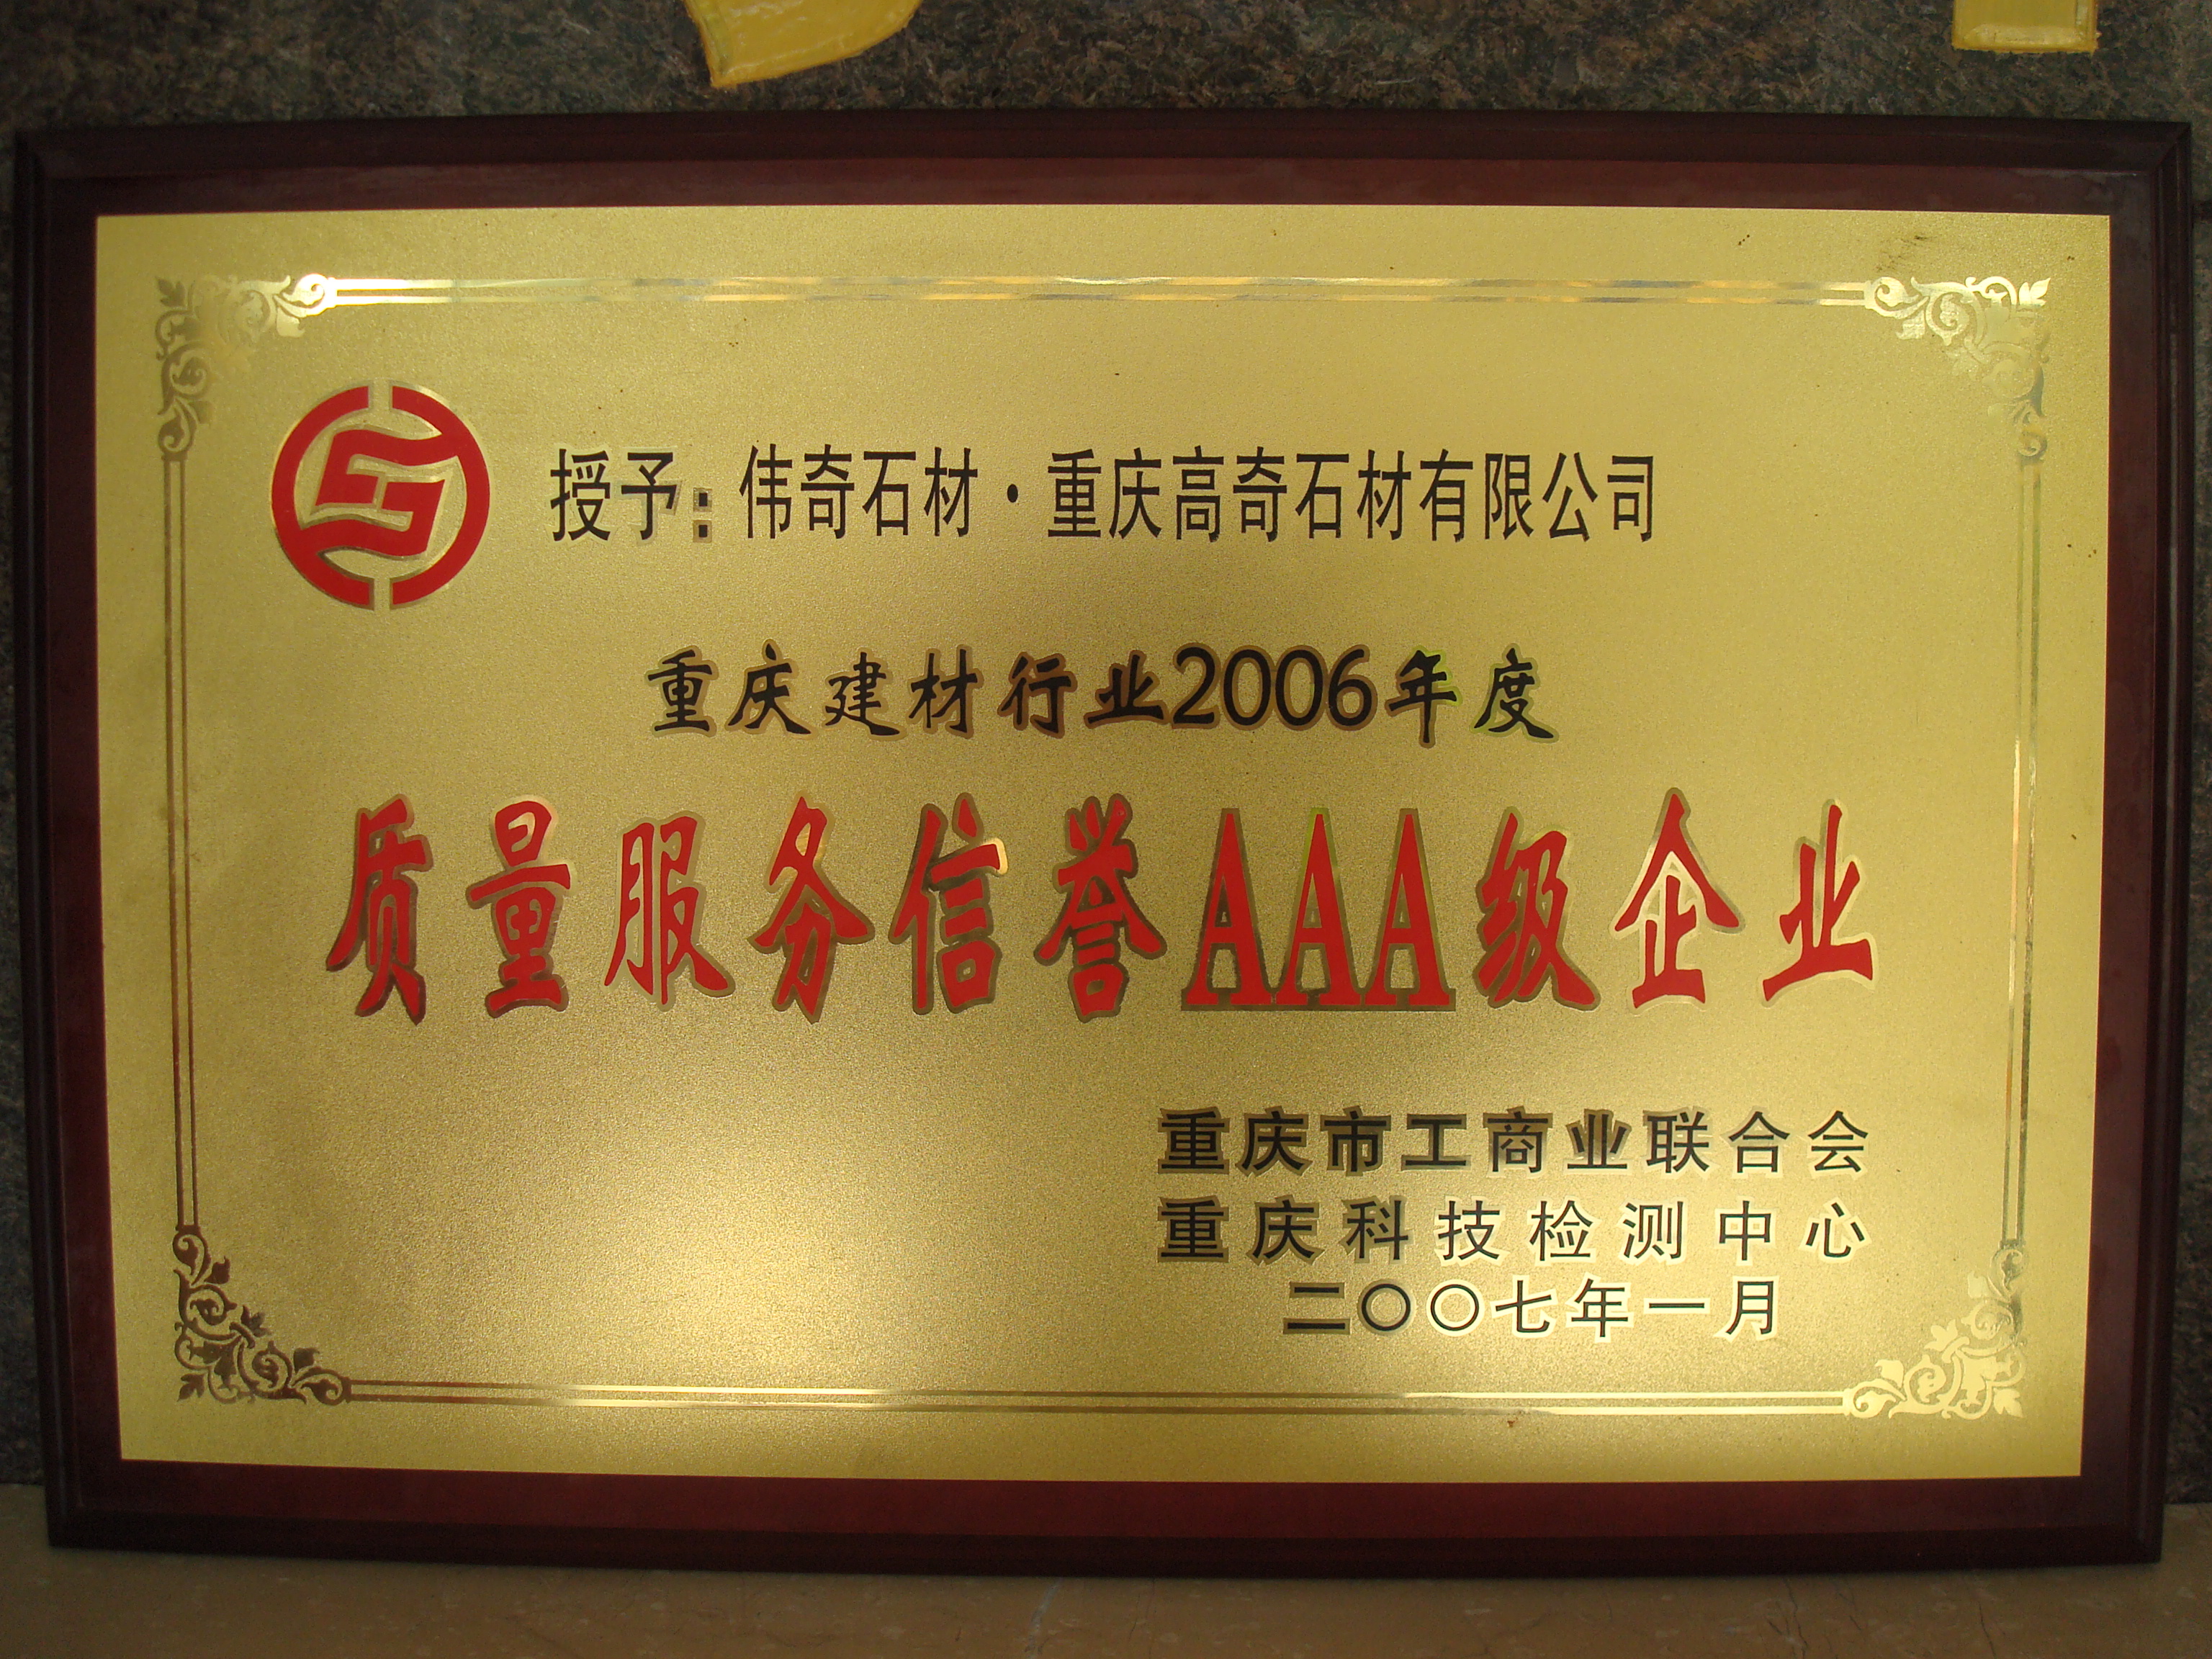 授予:伟奇石材·重庆高奇石材有限公司
重庆建材行业2006年度
质量服务信誉AAA级企业
重庆市工商业联合会
重庆科技检测中心
二〇〇七年一月